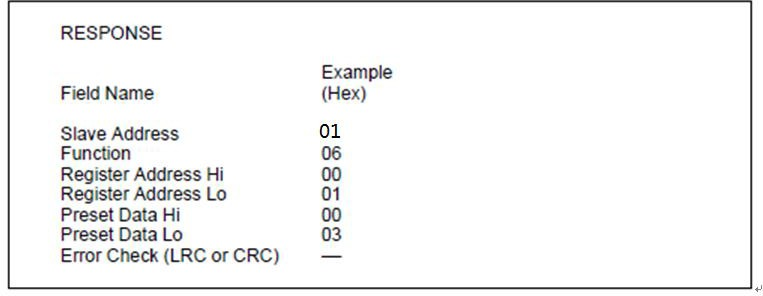 RESPONSE
Example
Field Name (Hex)
Slave Address 01
Function 06
Register Address Hi 00
Register Address Lo 01
Preset Data Hi 00
Preset Data Lo 03
Error Check (LRC or CRC) —